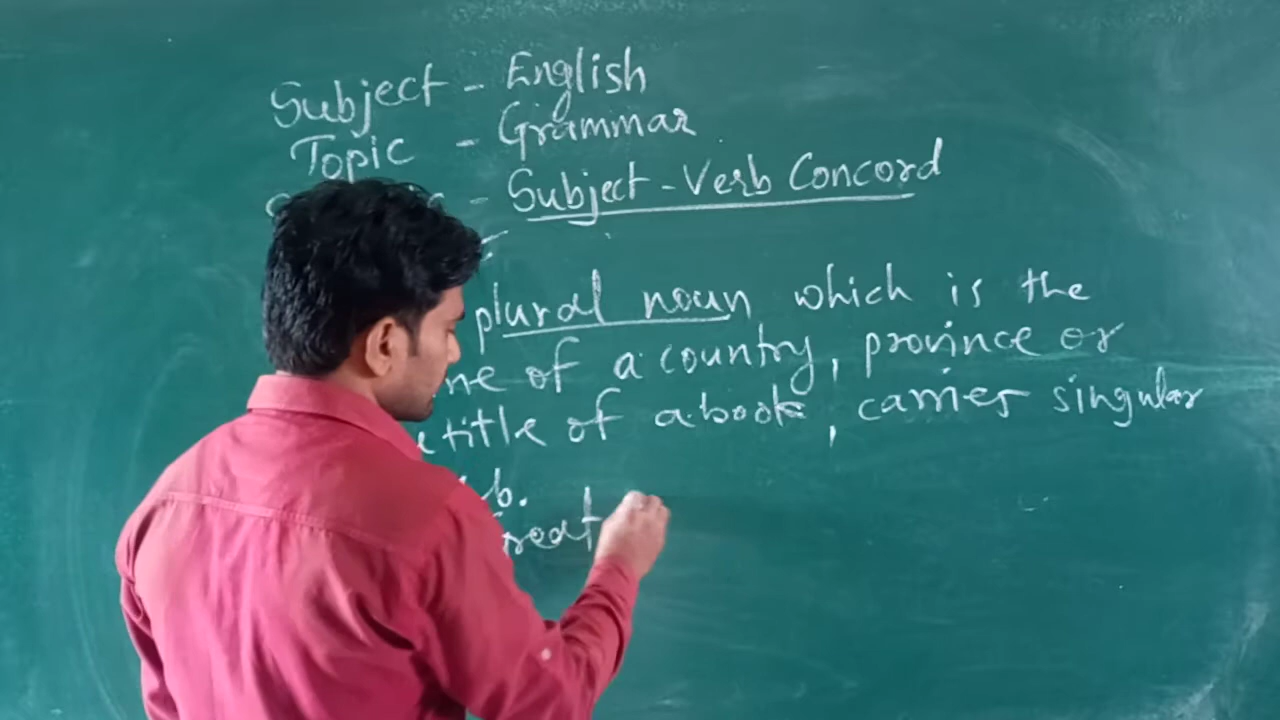 Subject - English
Topic - Grammar
- Subject-Verb Concord
plural noun which is the
of a country, province or
title of a book, carries singular